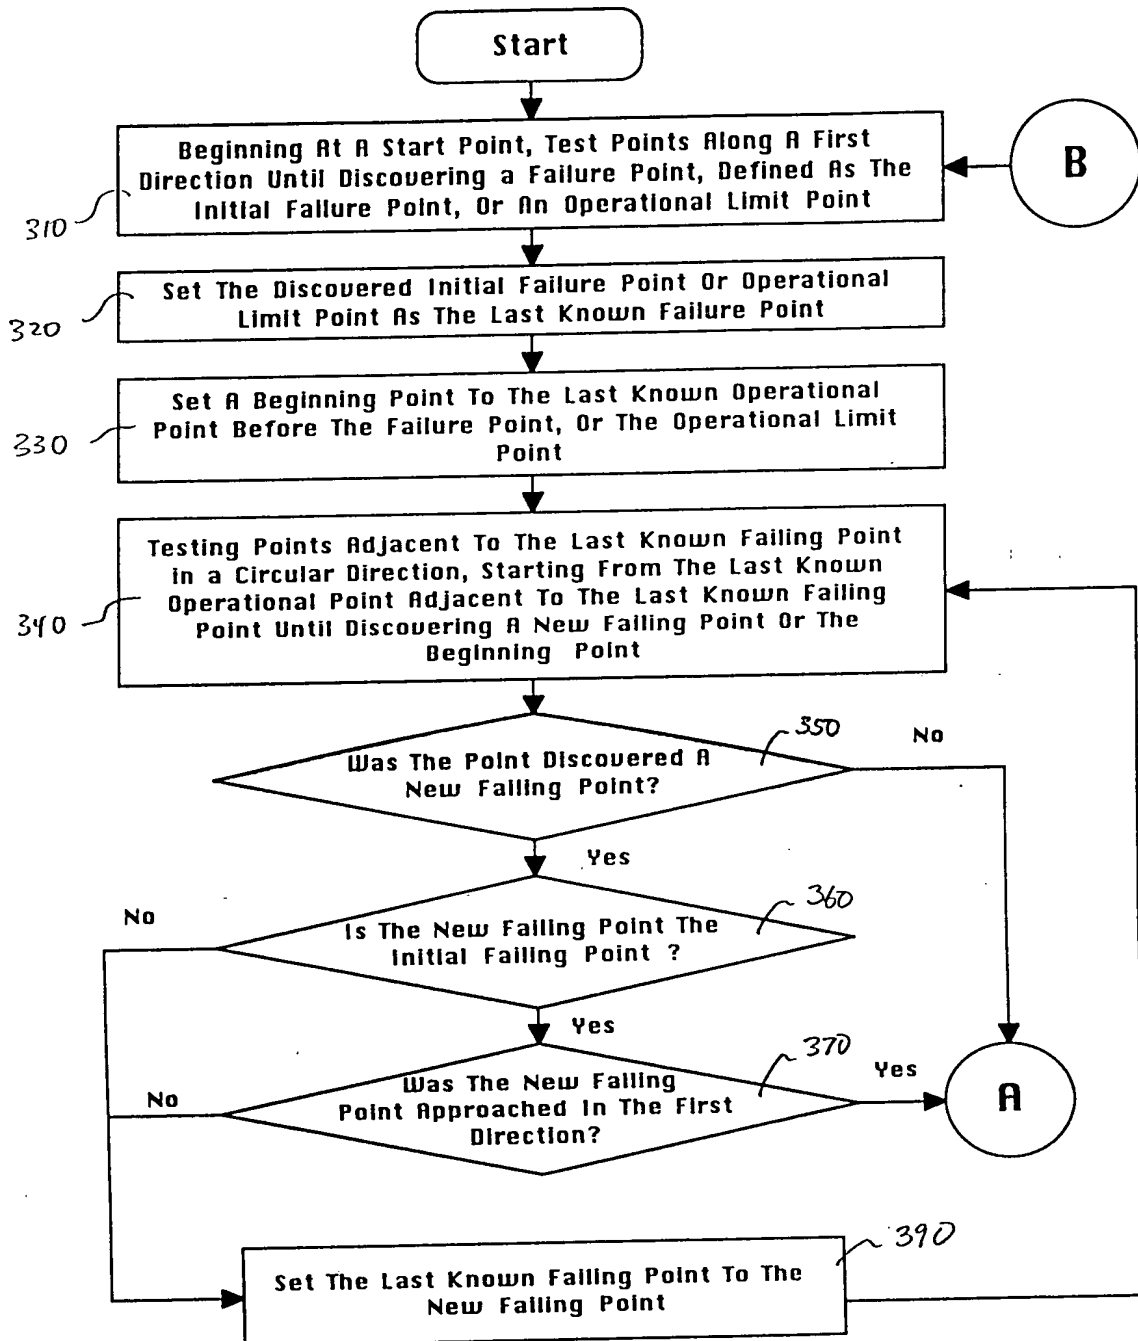 Start
Beginning At A Start Point, Test Points Along A First
Direction Until Discovering a Failure Point, Defined As The
Initial Failure Point, Or An Operational Limit Point
B
310
Set The Discovered Initial Failure Point Or Operational
Limit Point As The Last Known Failure Point
320
Set A Beginning Point To The Last Known Operational
Point Before The Failure Point, Or The Operational Limit
Point
330
Testing Points Adjacent To The Last Known Failing Point
in a Circular Direction, Starting From The Last Known
Operational Point Adjacent To The Last Known Failing
Point Until Discovering A New Failing Point Or The
Beginning Point
340
350
No
Was The Point Discovered A
New Failing Point?
Yes
360
No
Is The New Failing Point The
Initial Failing Point ?
Yes
370
Yes
No
Was The New Failing
Point Approached In The First
Direction?
A
390
Set The Last Known Failing Point To The
New Failing Point